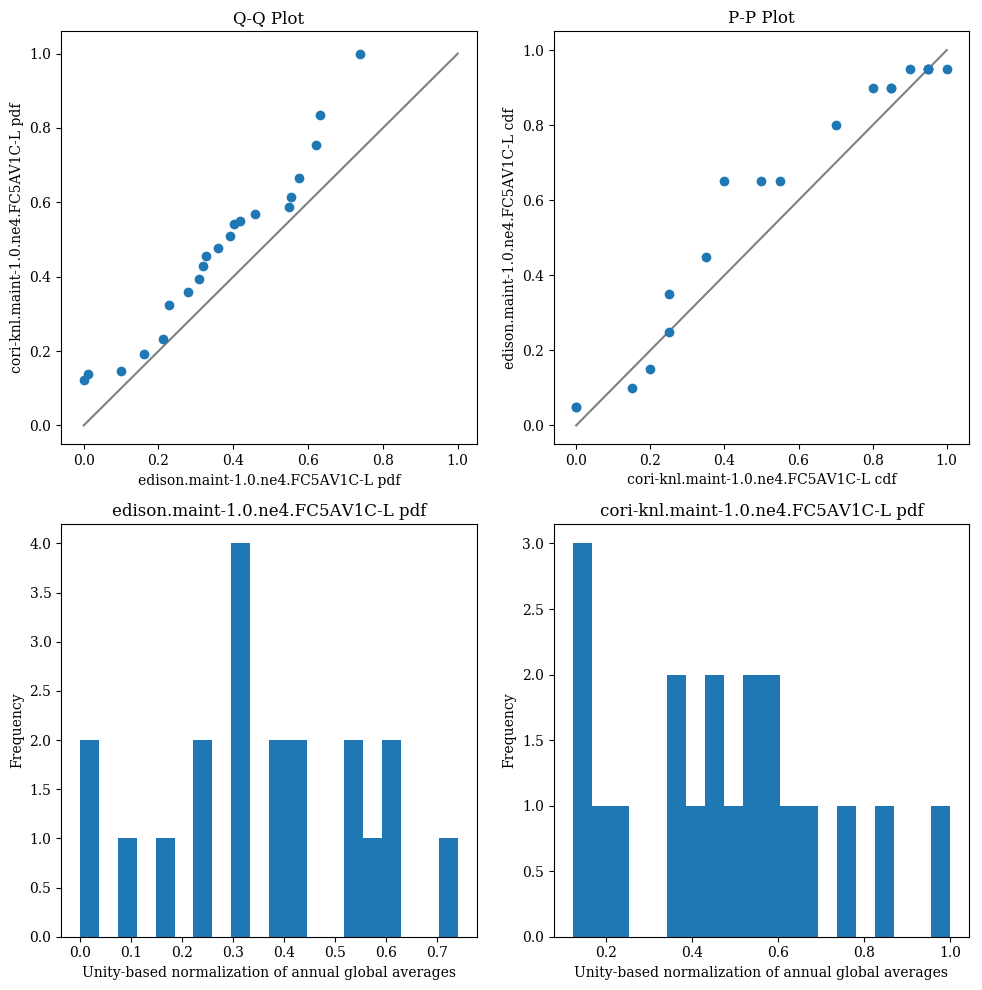 Q-Q Plot
1.0
0.8
0.6
0.4
0.2
0.0
cori-knl.maint-1.0.ne4.FC5AV1C-L pdf
0.0 0.2 0.4 0.6 0.8 1.0
edison.maint-1.0.ne4.FC5AV1C-L pdf
P-P Plot
1.0
0.8
0.6
0.4
0.2
0.0
edison.maint-1.0.ne4.FC5AV1C-L cdf
0.0 0.2 0.4 0.6 0.8 1.0
cori-knl.maint-1.0.ne4.FC5AV1C-L cdf
edison.maint-1.0.ne4.FC5AV1C-L pdf
4.0
3.5
3.0
2.5
2.0
1.5
1.0
0.5
0.0
Frequency
0.0 0.1 0.2 0.3 0.4 0.5 0.6 0.7
Unity-based normalization of annual global averages
cori-knl.maint-1.0.ne4.FC5AV1C-L pdf
3.0
2.5
2.0
1.5
1.0
0.5
0.0
Frequency
0.2 0.4 0.6 0.8 1.0
Unity-based normalization of annual global averages